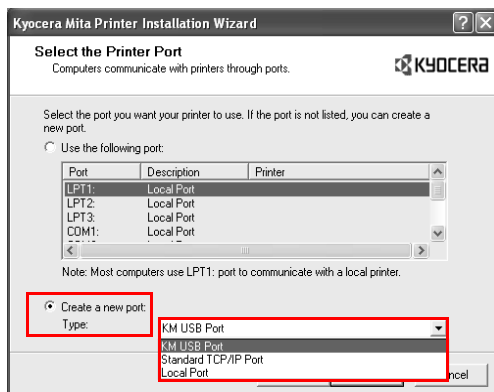 Kyocera Mita Printer Installation Wizard
Select the Printer Port
Computers communicate with printers through ports.
KYOCERA
Select the port you want your printer to use. If the port is not listed, you can create a
new port.
Use the following port:
Port Description Printer
LPT1: Local Port
LPT2: Local Port
LPT3: Local Port
COM1: Local Port
Note: Most computers use LPT1: port to communicate with a local printer.
Create a new port:
Type: KM USB Port
KM USB Port
Standard TCP/IP Port
Local Port